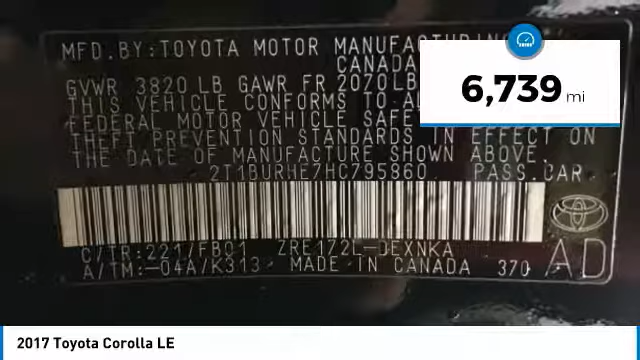 MFD. BY: TOYOTA MOTOR MANUFACTURING
CANADA
GVWR 3820 LB GAWR FR 2070LB
THIS VEHICLE CONFORMS TO
FEDERAL MOTOR VEHICLE
THEFT PREVENTION STANDARDS IN EFFECT ON
THE DATE OF MANUFACTURE SHOWN ABOVE.
2T1BURHE7HC795860 PASS.CAR
C/TR:221/FB01 ZRE172L-DEXNKA
A/TM:-04A/K313 MADE IN CANADA 370 AD
6,739 mi
2017 Toyota Corolla LE